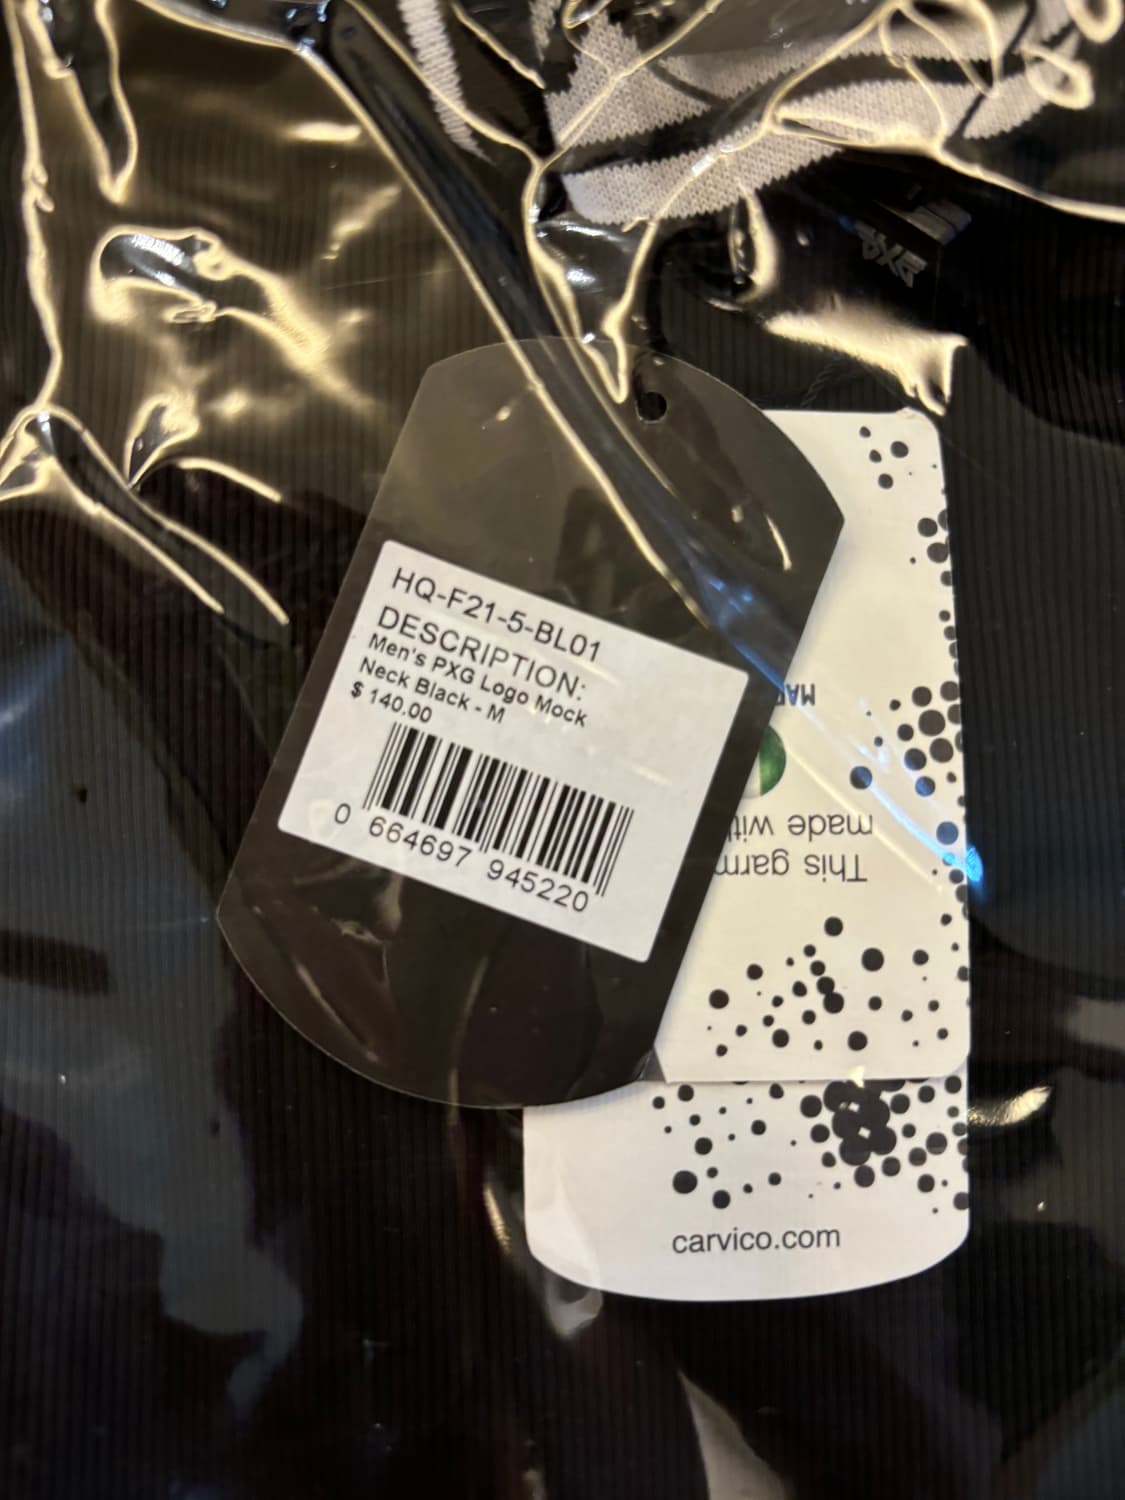 PXG
HQ-F21-5-BL01
DESCRIPTION:
Men's PXG Logo Mock
Neck Black - M
$ 140.00
0 664697 945220
This
made with
carvico.com